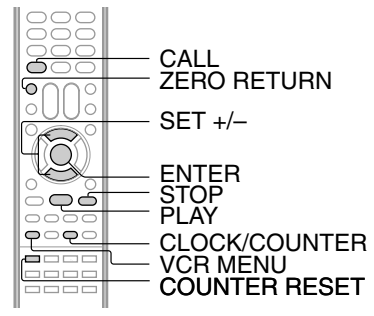 CALL
ZERO RETURN
SET +/–
ENTER
STOP
PLAY
CLOCK/COUNTER
VCR MENU
COUNTER RESET